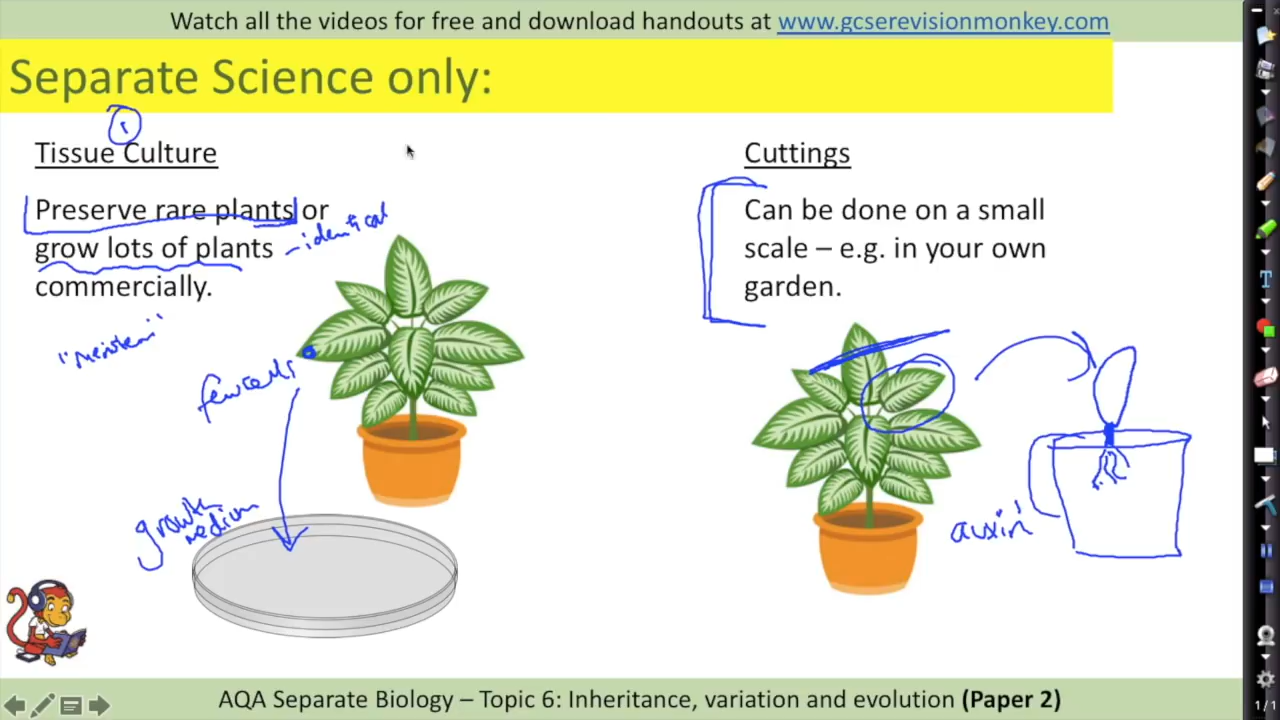 Watch all the videos for free and download handouts at www.gcserevisionmonkey.com
Separate Science only:
1
Tissue Culture
Preserve rare plants or
grow lots of plants
commercially.
- identical
"meristem"
few cells
growth
medium
Cuttings
Can be done on a small
scale – e.g. in your own
garden.
auxin
AQA Separate Biology – Topic 6: Inheritance, variation and evolution (Paper 2)
1/1